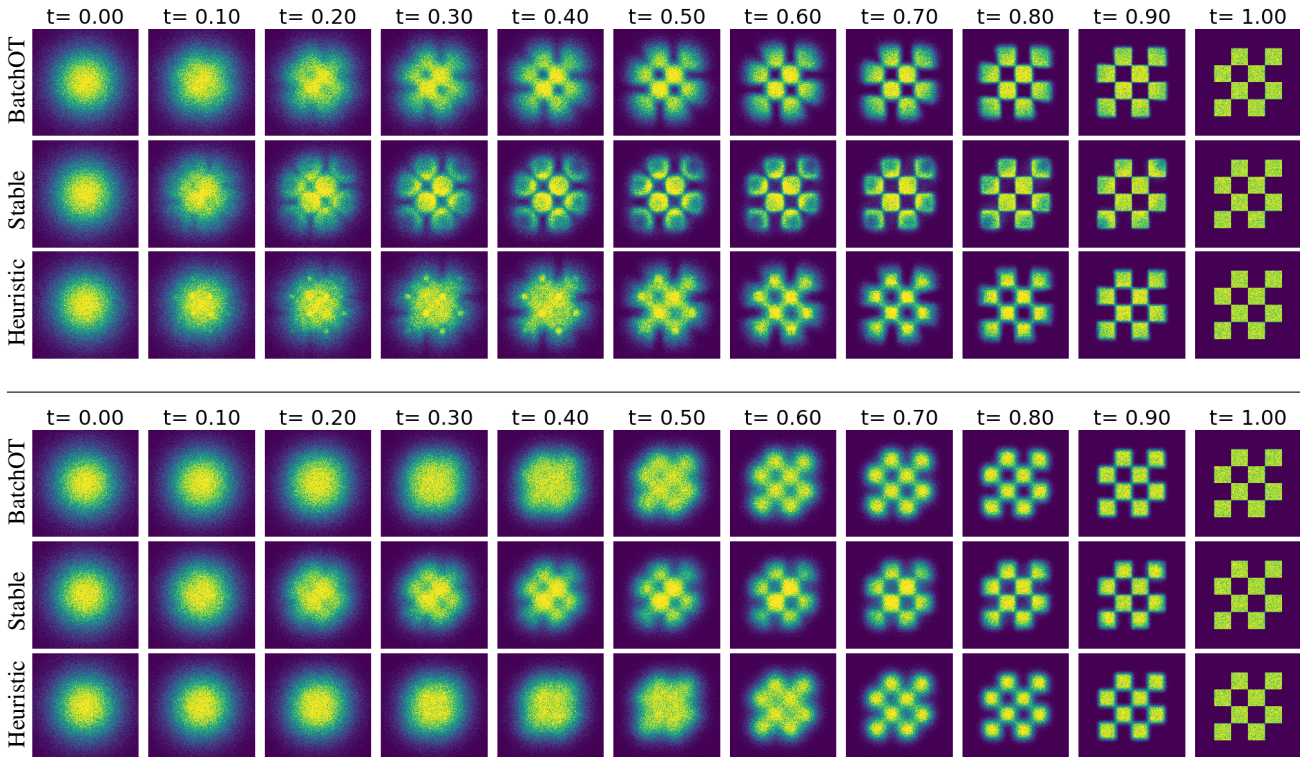 t= 0.00 t= 0.10 t= 0.20 t= 0.30 t= 0.40 t= 0.50 t= 0.60 t= 0.70 t= 0.80 t= 0.90 t= 1.00
BatchOT
Stable
Heuristic
t= 0.00 t= 0.10 t= 0.20 t= 0.30 t= 0.40 t= 0.50 t= 0.60 t= 0.70 t= 0.80 t= 0.90 t= 1.00
BatchOT
Stable
Heuristic